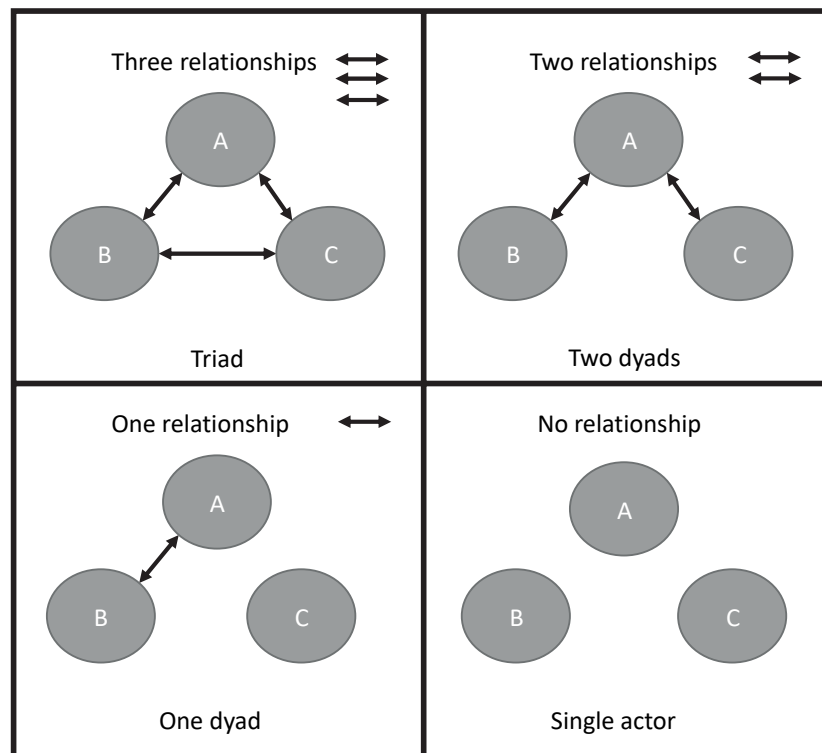 Three relationships
A
B
C
Triad
Two relationships
A
B
C
Two dyads
One relationship
A
B
C
One dyad
No relationship
A
B
C
Single actor